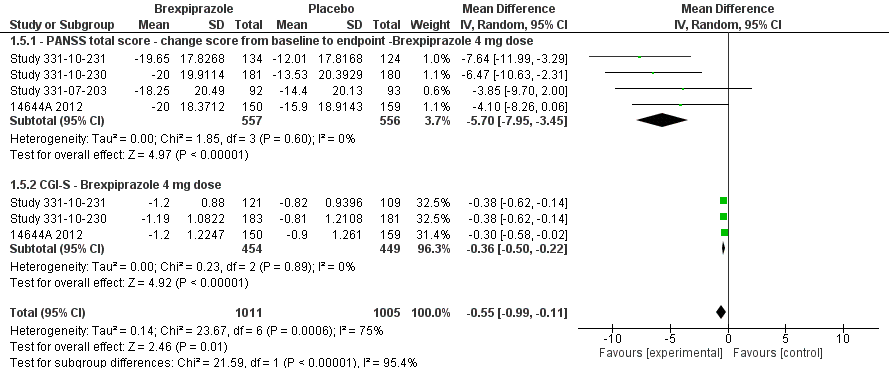 Brexpiprazole Placebo Mean Difference Mean Difference
Study or Subgroup Mean SD Total Mean SD Total Weight IV, Random, 95% CI IV, Random, 95% CI
1.5.1 - PANSS total score - change score from baseline to endpoint -Brexpiprazole 4 mg dose
Study 331-10-231 -19.65 17.8268 134 -12.01 17.8168 124 1.0% -7.64 [-11.99, -3.29]
Study 331-10-230 -20 19.9114 181 -13.53 20.3929 180 1.1% -6.47 [-10.63, -2.31]
Study 331-07-203 -18.25 20.49 92 -14.4 20.13 93 0.6% -3.85 [-9.70, 2.00]
14644A 2012 -20 18.3712 150 -15.9 18.9143 159 1.1% -4.10 [-8.26, 0.06]
Subtotal (95% CI) 557 556 3.7% -5.70 [-7.95, -3.45]
Heterogeneity: Tau² = 0.00; Chi² = 1.85, df = 3 (P = 0.60); I² = 0%
Test for overall effect: Z = 4.97 (P < 0.00001)
1.5.2 CGI-S - Brexpiprazole 4 mg dose
Study 331-10-231 -1.2 0.88 121 -0.82 0.9396 109 32.5% -0.38 [-0.62, -0.14]
Study 331-10-230 -1.19 1.0822 183 -0.81 1.2108 181 32.5% -0.38 [-0.62, -0.14]
14644A 2012 -1.2 1.2247 150 -0.9 1.261 159 31.4% -0.30 [-0.58, -0.02]
Subtotal (95% CI) 454 449 96.3% -0.36 [-0.50, -0.22]
Heterogeneity: Tau² = 0.00; Chi² = 0.23, df = 2 (P = 0.89); I² = 0%
Test for overall effect: Z = 4.92 (P < 0.00001)
Total (95% CI) 1011 1005 100.0% -0.55 [-0.99, -0.11]
Heterogeneity: Tau² = 0.14; Chi² = 23.67, df = 6 (P = 0.0006); I² = 75%
Test for overall effect: Z = 2.46 (P = 0.01)
Test for subgroup differences: Chi² = 21.59, df = 1 (P < 0.00001), I² = 95.4%
-10 -5 0 5 10
Favours [experimental] Favours [control]